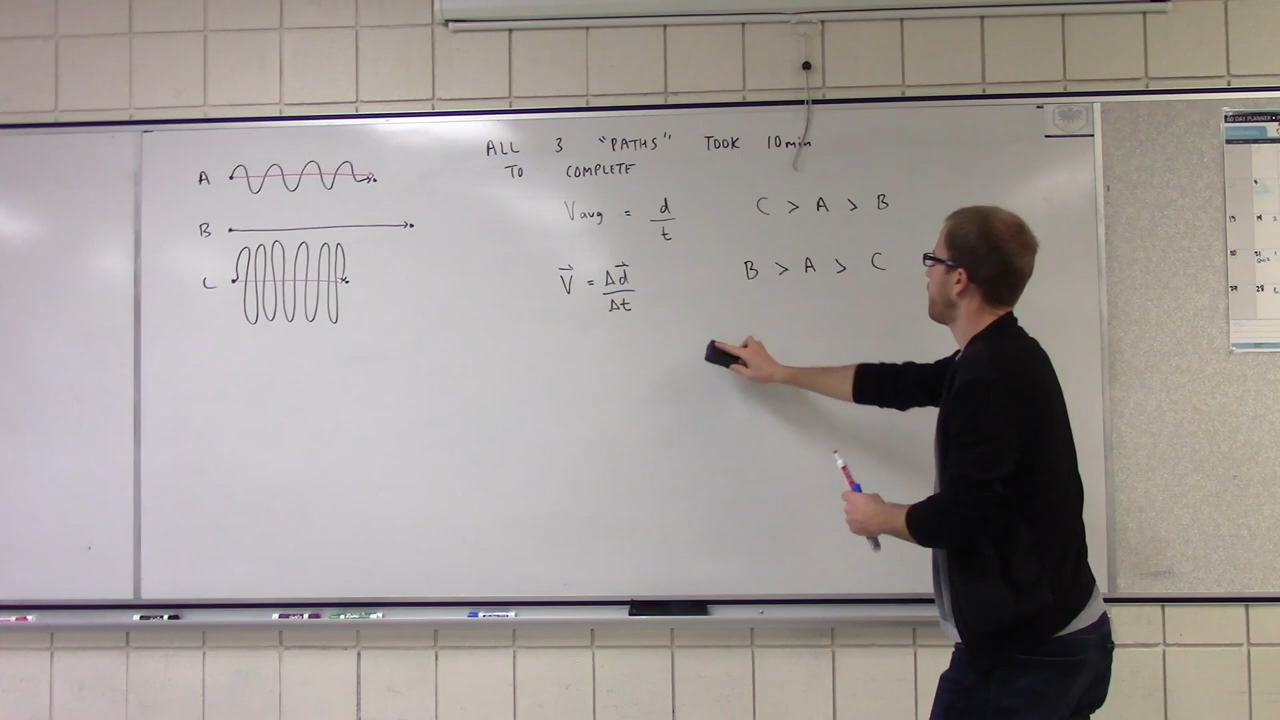 ALL 3 "PATHS" TOOK 10min
TO COMPLETE
A
B
C
Vavg = d/t
C > A > B
V⃗ = Δd⃗/Δt
B > A > C